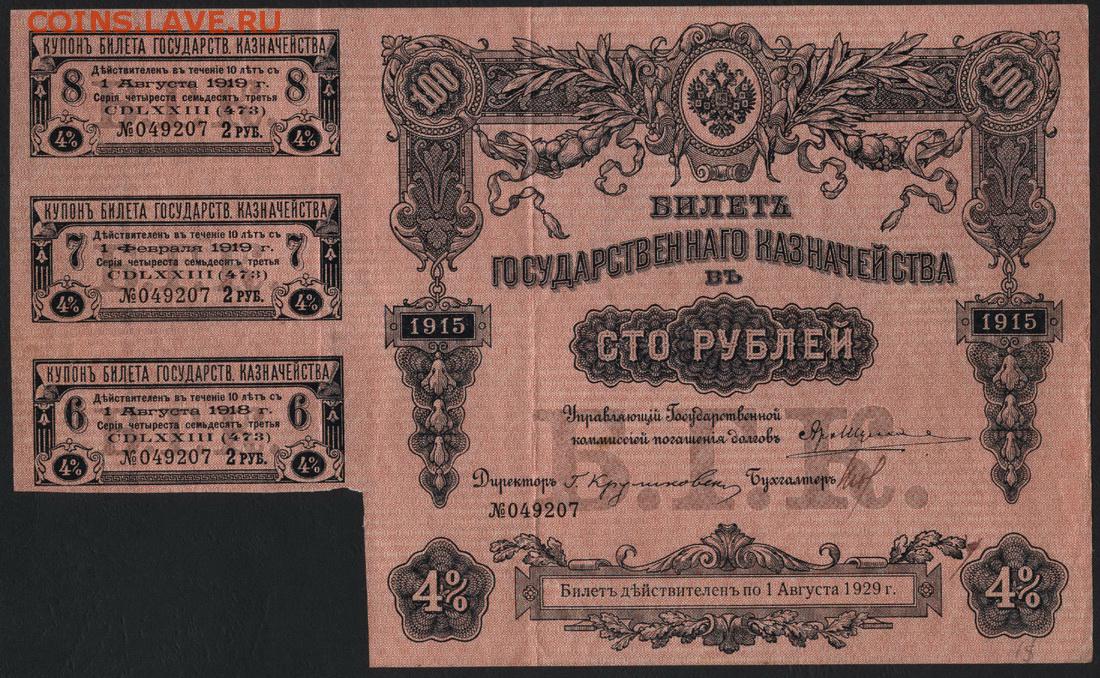 COINS.LAVE.RU
КУПОНЪ БИЛЕТА ГОСУДАРСТВ. КАЗНАЧЕЙСТВА
8 Дѣйствителенъ въ теченіе 10 лѣтъ съ 8
1 Августа 1919 г.
Серія четыреста семьдесятъ третья
CDLXXIII (473)
4% №049207 2 РУБ. 4%
КУПОНЪ БИЛЕТА ГОСУДАРСТВ. КАЗНАЧЕЙСТВА
7 Дѣйствителенъ въ теченіе 10 лѣтъ съ 7
1 Февраля 1919 г.
Серія четыреста семьдесятъ третья
CDLXXIII (473)
4% №049207 2 РУБ. 4%
КУПОНЪ БИЛЕТА ГОСУДАРСТВ. КАЗНАЧЕЙСТВА
6 Дѣйствителенъ въ теченіе 10 лѣтъ съ 6
1 Августа 1918 г.
Серія четыреста семьдесятъ третья
CDLXXIII (473)
4% №049207 2 РУБ. 4%
100 100
БИЛЕТЪ
ГОСУДАРСТВЕННАГО КАЗНАЧЕЙСТВА
ВЪ
1915 1915
СТО РУБЛЕЙ
Б.Г.К.
Управляющій Государственной
коммиссіей погашенія долговъ
Директоръ Бухгалтеръ
№049207
4% Билетъ дѣйствителенъ по 1 Августа 1929 г. 4%